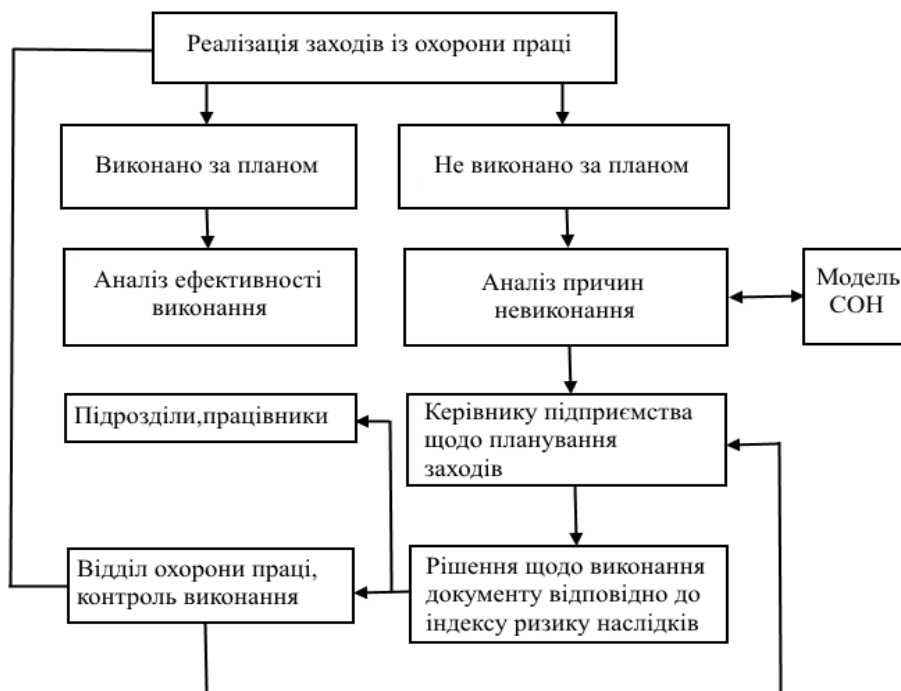 Реалізація заходів із охорони праці
Виконано за планом
Не виконано за планом
Аналіз ефективності
виконання
Аналіз причин
невиконання
Модель
СОН
Підрозділи,працівники
Керівнику підприємства
щодо планування
заходів
Відділ охорони праці,
контроль виконання
Рішення щодо виконання
документу відповідно до
індексу ризику наслідків